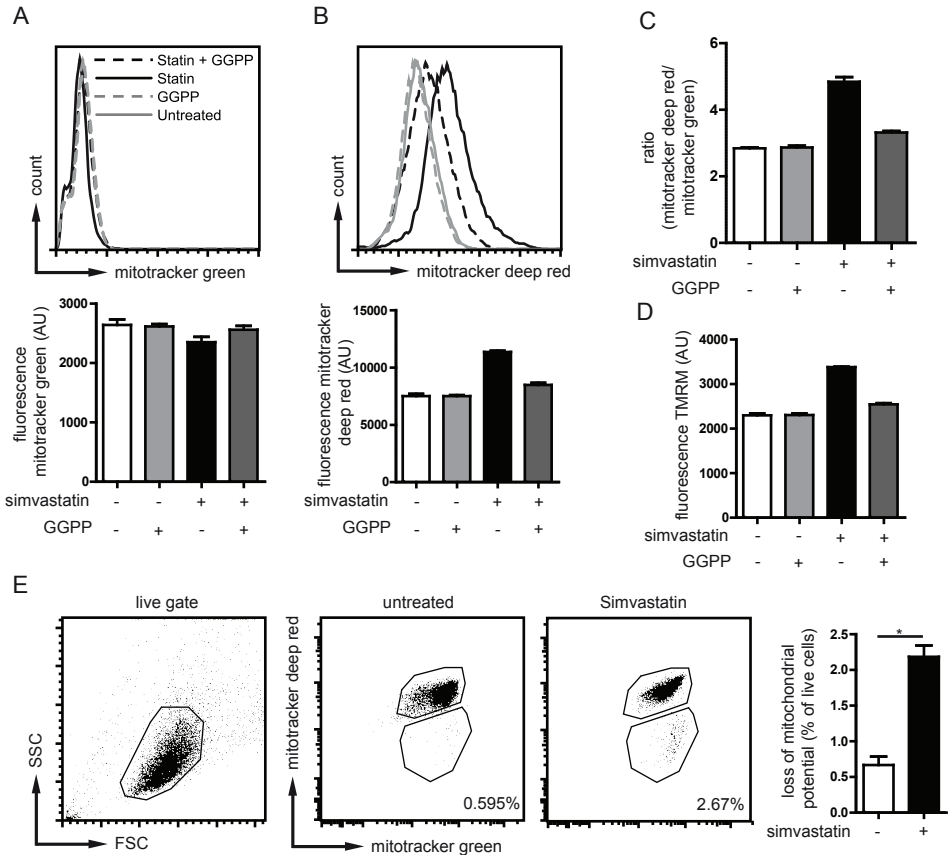 A
Statin + GGPP
Statin
GGPP
Untreated
count
mitotracker green
fluorescence
mitotracker green (AU)
3000
2000
1000
0
simvastatin - - + +
GGPP - + - +
B
count
mitotracker deep red
fluorescence mitotracker
deep red (AU)
15000
10000
5000
0
simvastatin - - + +
GGPP - + - +
C
ratio
(mitotracker deep red/
mitotracker green)
6
4
2
0
simvastatin - - + +
GGPP - + - +
D
fluorescence TMRM (AU)
4000
3000
2000
1000
0
simvastatin - - + +
GGPP - + - +
E
live gate
SSC
FSC
untreated
mitotracker deep red
0.595%
mitotracker green
Simvastatin
2.67%
loss of mitochondrial
potential (% of live cells)
2.5
2.0
1.5
1.0
0.5
0.0
*
simvastatin - +